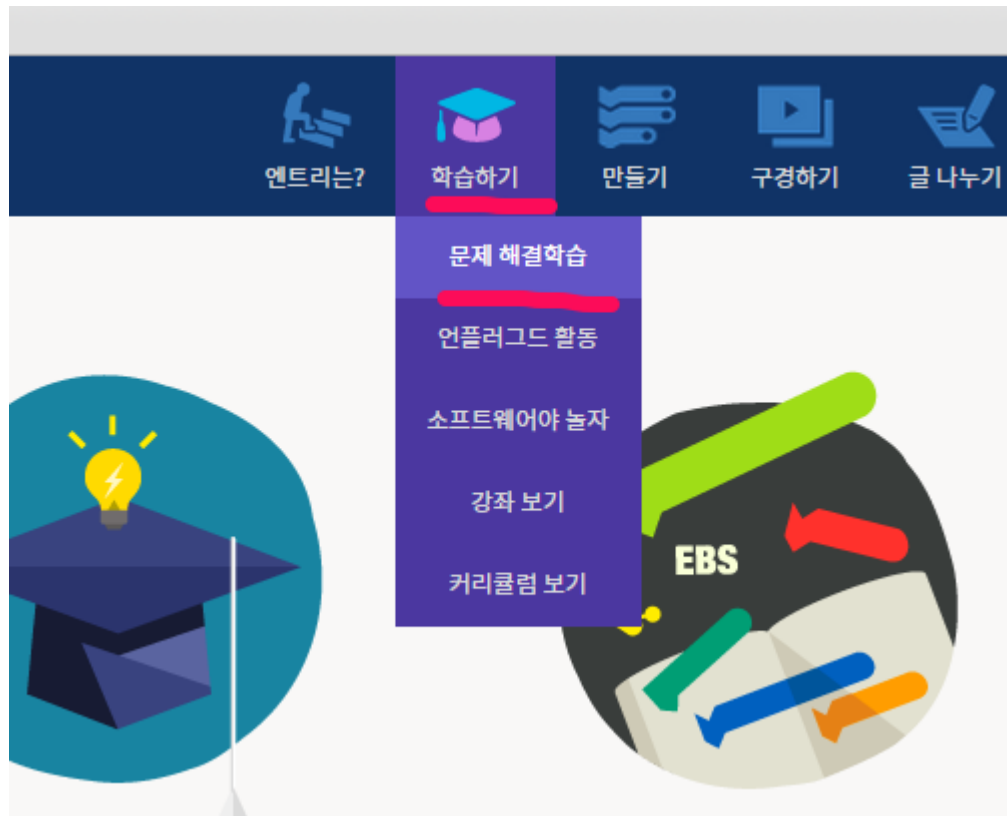 엔트리는?
학습하기
만들기
구경하기
글 나누기
문제 해결학습
언플러그드 활동
소프트웨어야 놀자
강좌 보기
커리큘럼 보기
EBS